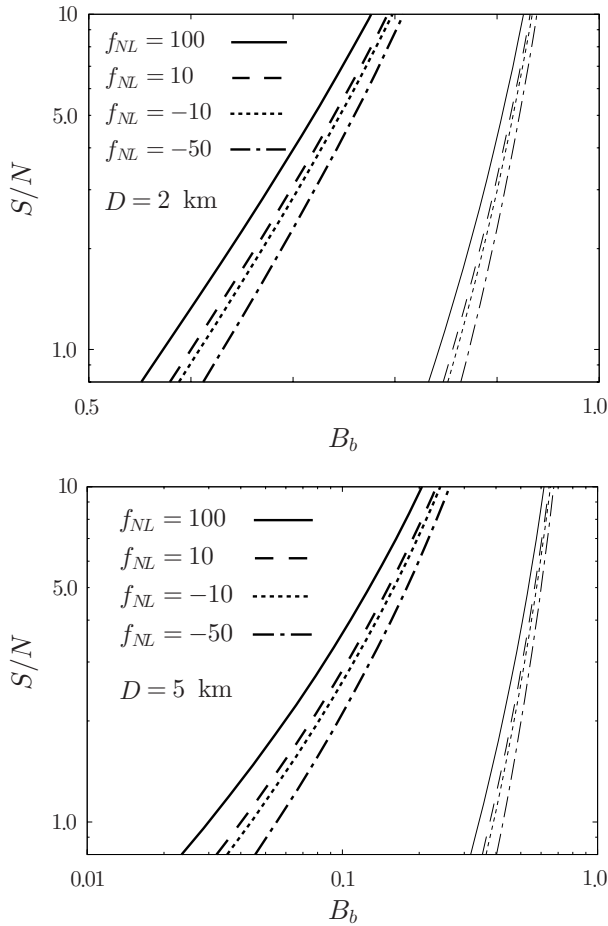 10
f_NL = 100
f_NL = 10
5.0
f_NL = −10
f_NL = −50
S/N
D = 2 km
1.0
0.5 1.0
B_b
10
f_NL = 100
f_NL = 10
5.0
f_NL = −10
f_NL = −50
S/N
D = 5 km
1.0
0.01 0.1 1.0
B_b